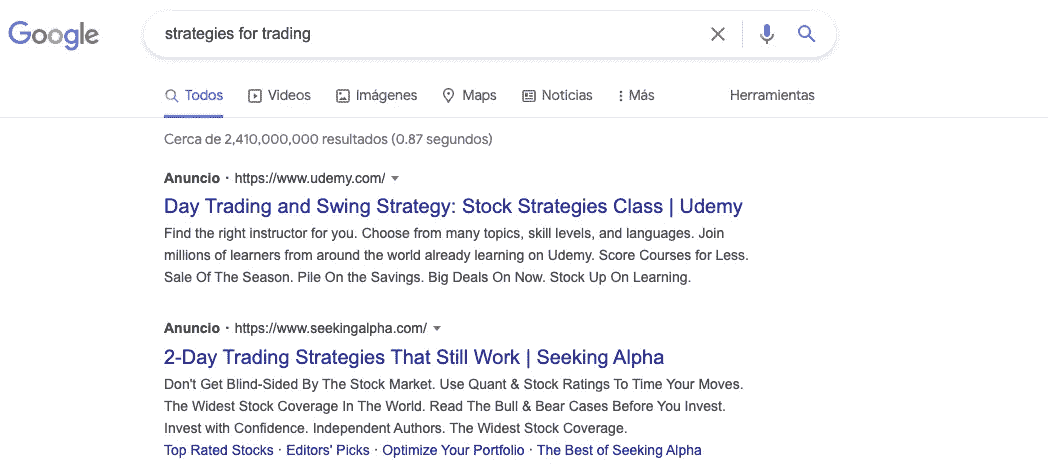 Google
strategies for trading
Todos Videos Imágenes Maps Noticias Más Herramientas
Cerca de 2,410,000,000 resultados (0.87 segundos)
Anuncio · https://www.udemy.com/
Day Trading and Swing Strategy: Stock Strategies Class | Udemy
Find the right instructor for you. Choose from many topics, skill levels, and languages. Join
millions of learners from around the world already learning on Udemy. Score Courses for Less.
Sale Of The Season. Pile On the Savings. Big Deals On Now. Stock Up On Learning.
Anuncio · https://www.seekingalpha.com/
2-Day Trading Strategies That Still Work | Seeking Alpha
Don't Get Blind-Sided By The Stock Market. Use Quant & Stock Ratings To Time Your Moves.
The Widest Stock Coverage In The World. Read The Bull & Bear Cases Before You Invest.
Invest with Confidence. Independent Authors. The Widest Stock Coverage.
Top Rated Stocks · Editors' Picks · Optimize Your Portfolio · The Best of Seeking Alpha